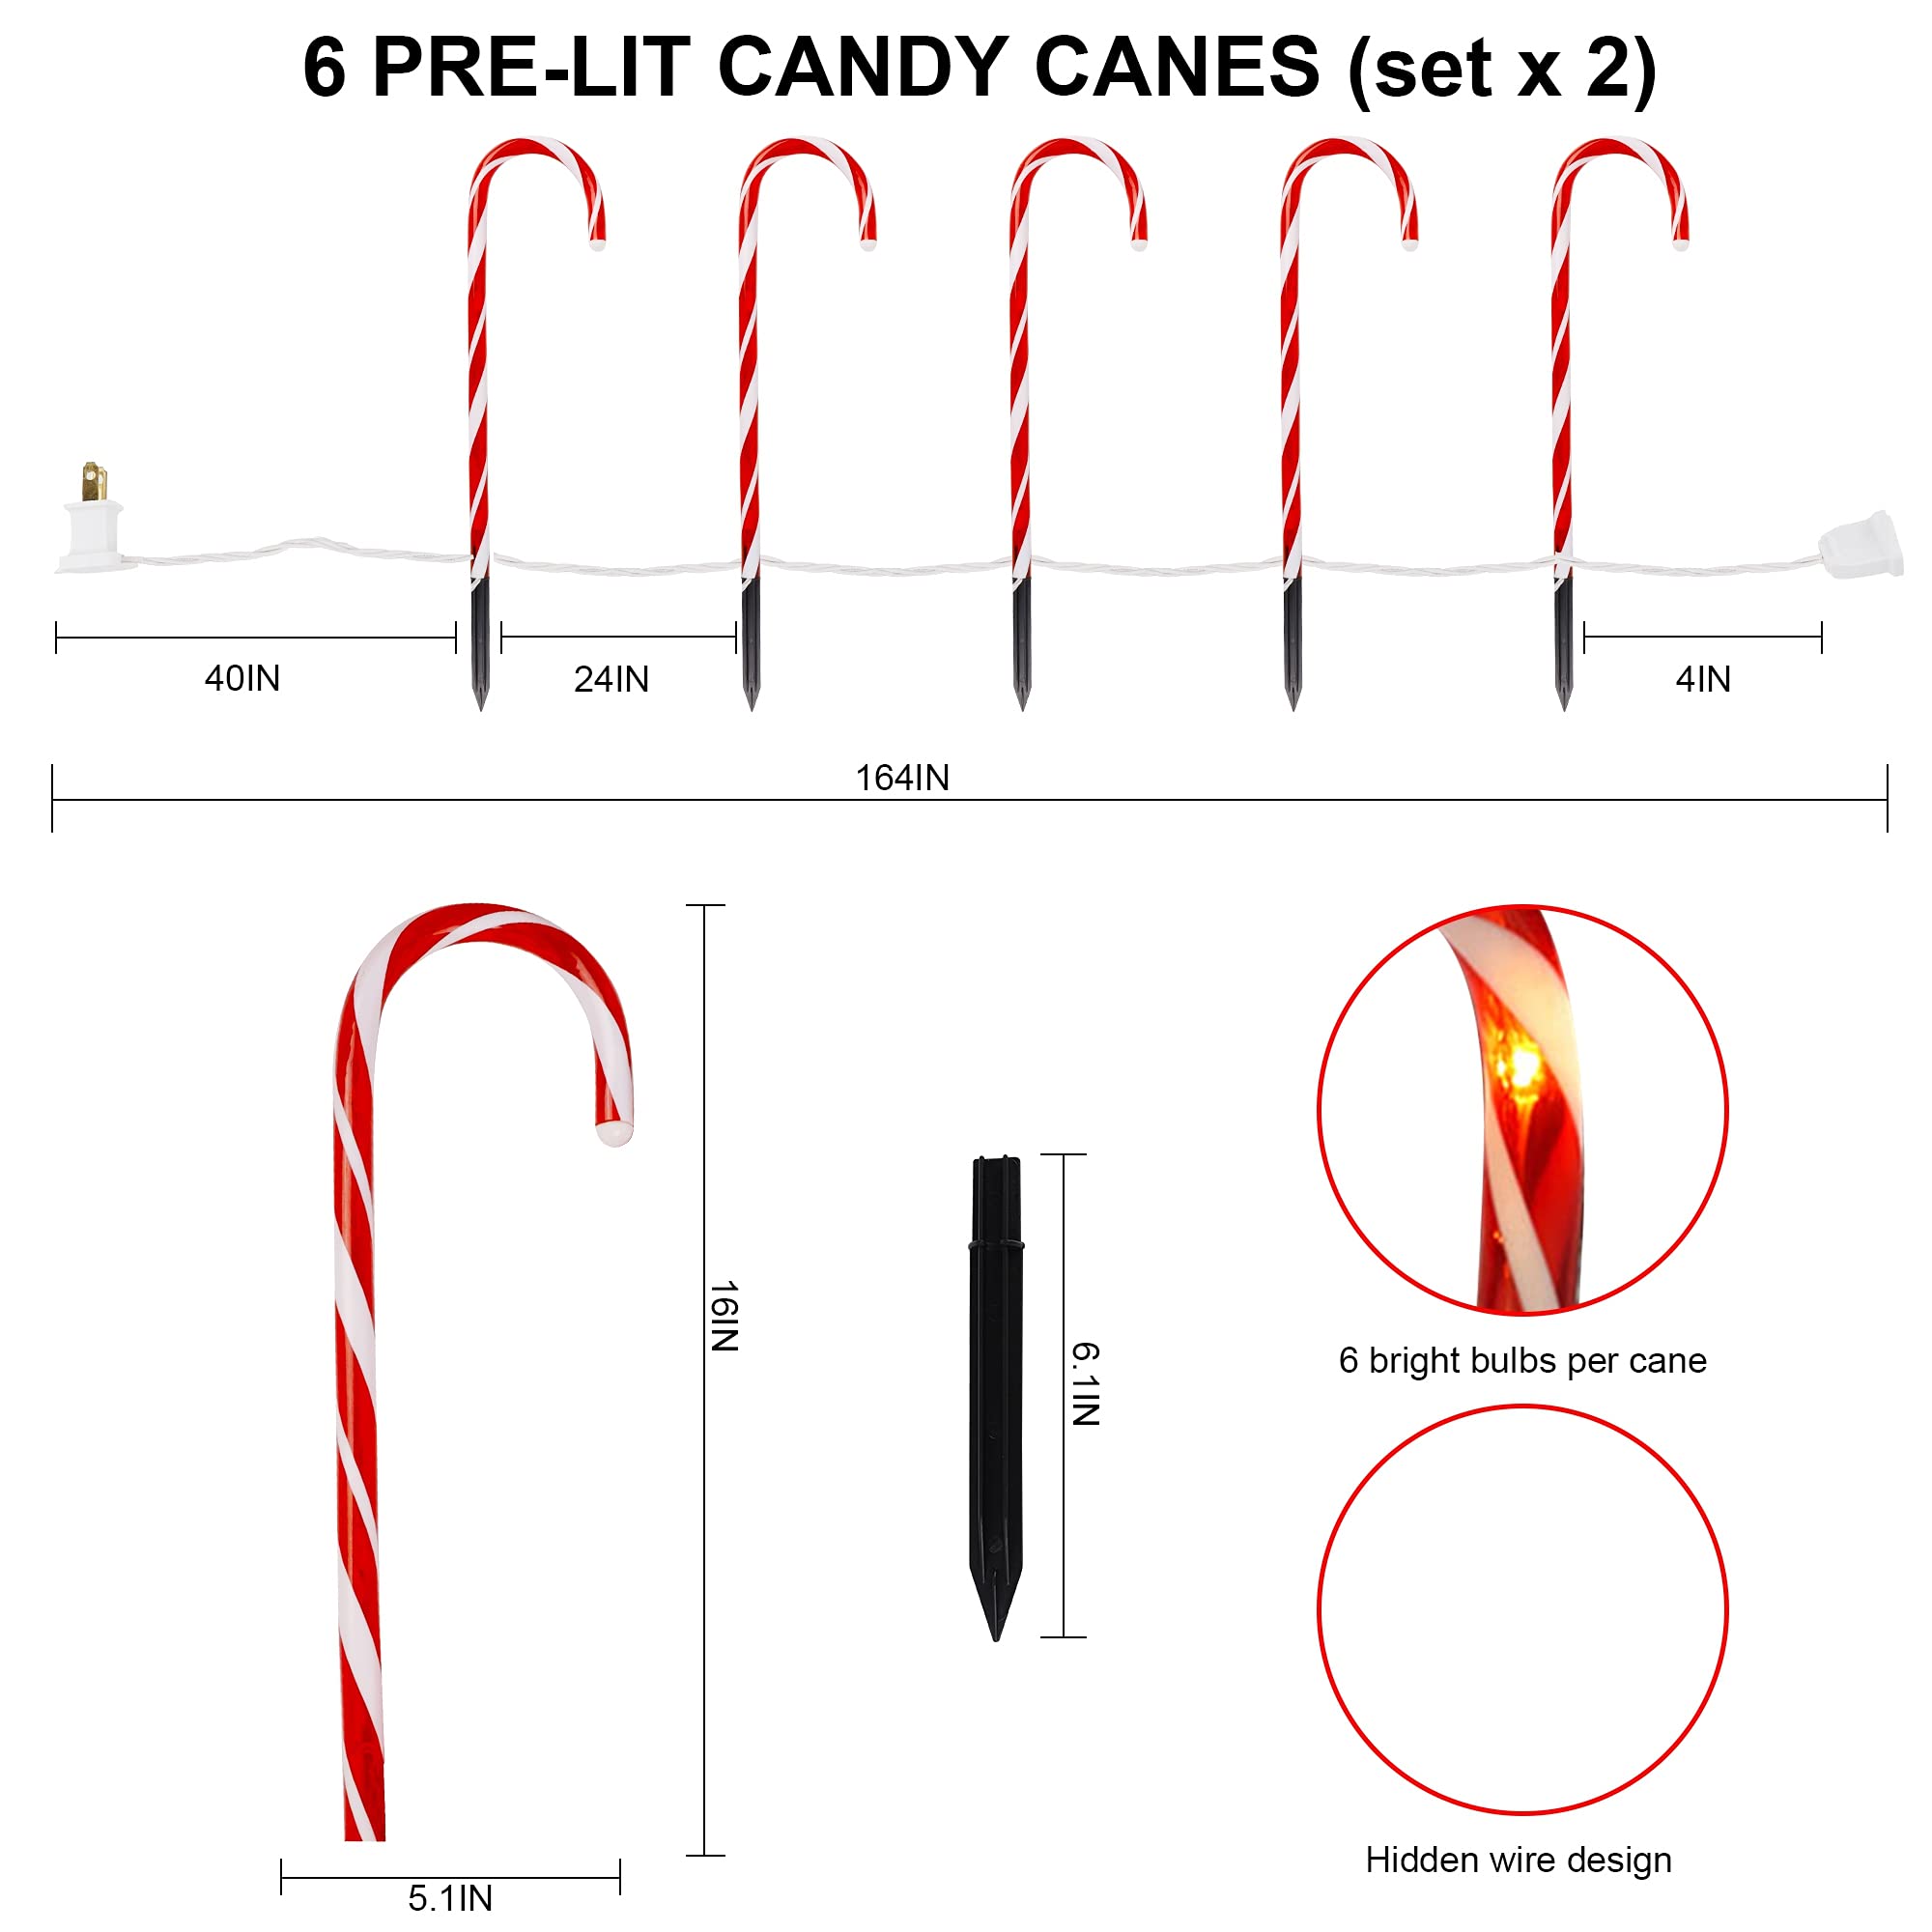 6 PRE-LIT CANDY CANES (set x 2)
40IN
24IN
4IN
164IN
16IN
6.1IN
6 bright bulbs per cane
Hidden wire design
5.1IN